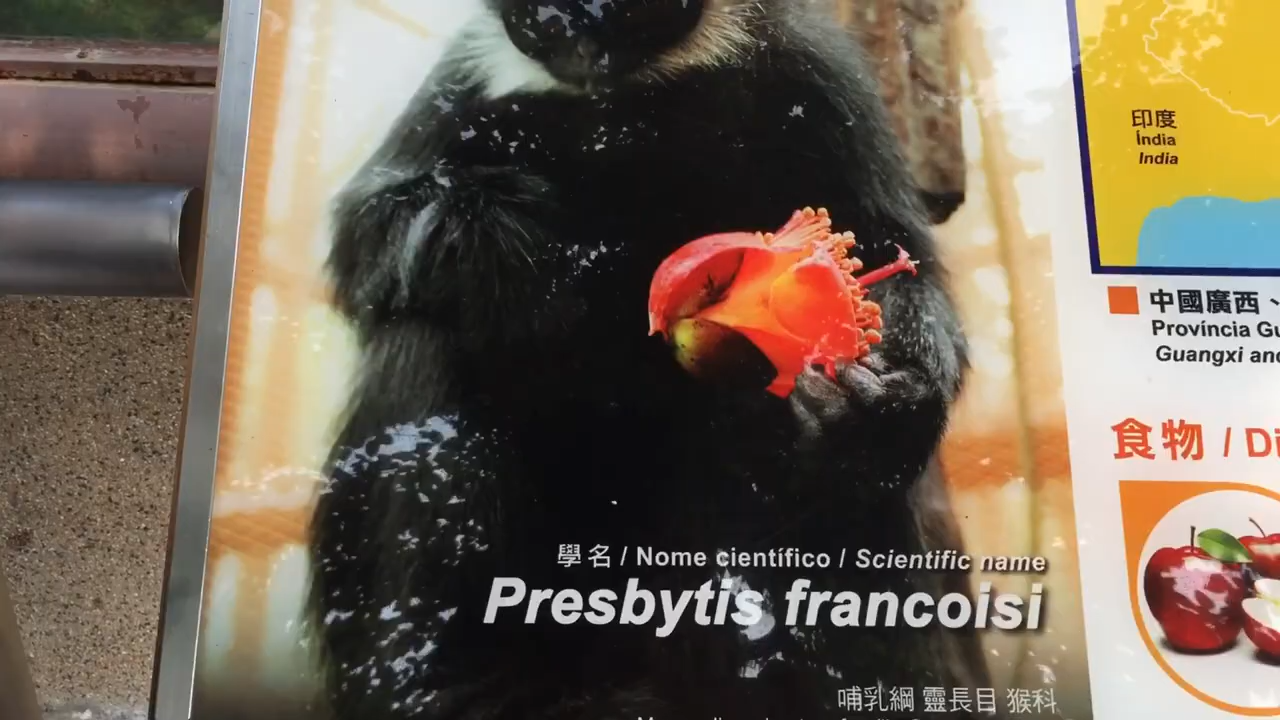 學名 / Nome científico / Scientific name
Presbytis francoisi
哺乳綱 靈長目 猴科
印度
Índia
India
中國廣西、
Província Gu
Guangxi and
食物 / Di